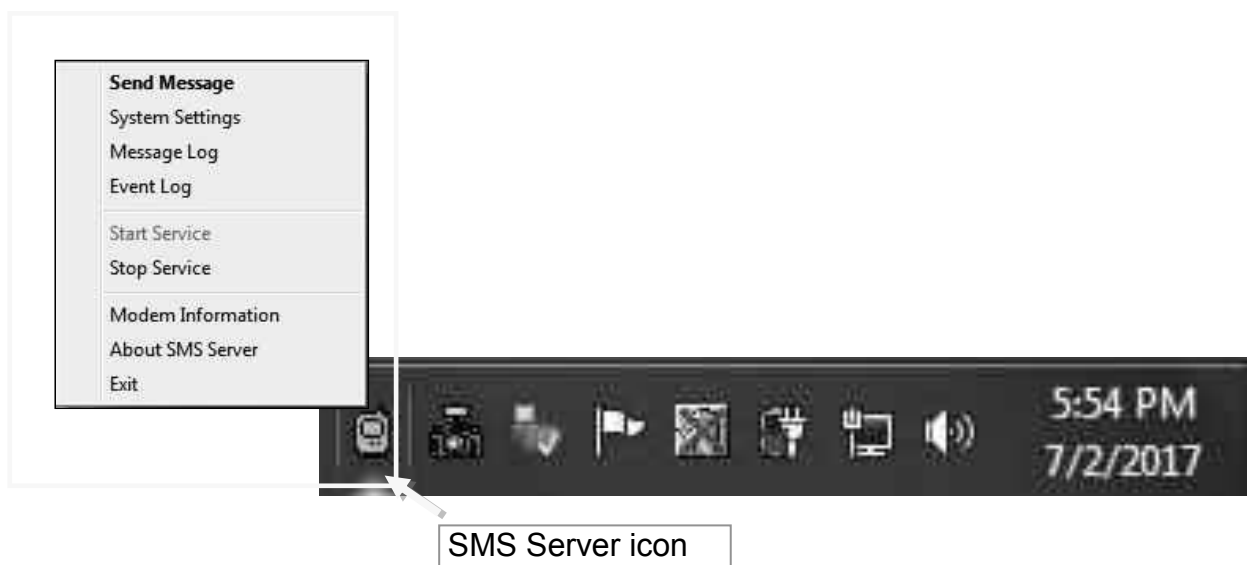 Send Message
System Settings
Message Log
Event Log
Start Service
Stop Service
Modem Information
About SMS Server
Exit
5:54 PM
7/2/2017
SMS Server icon